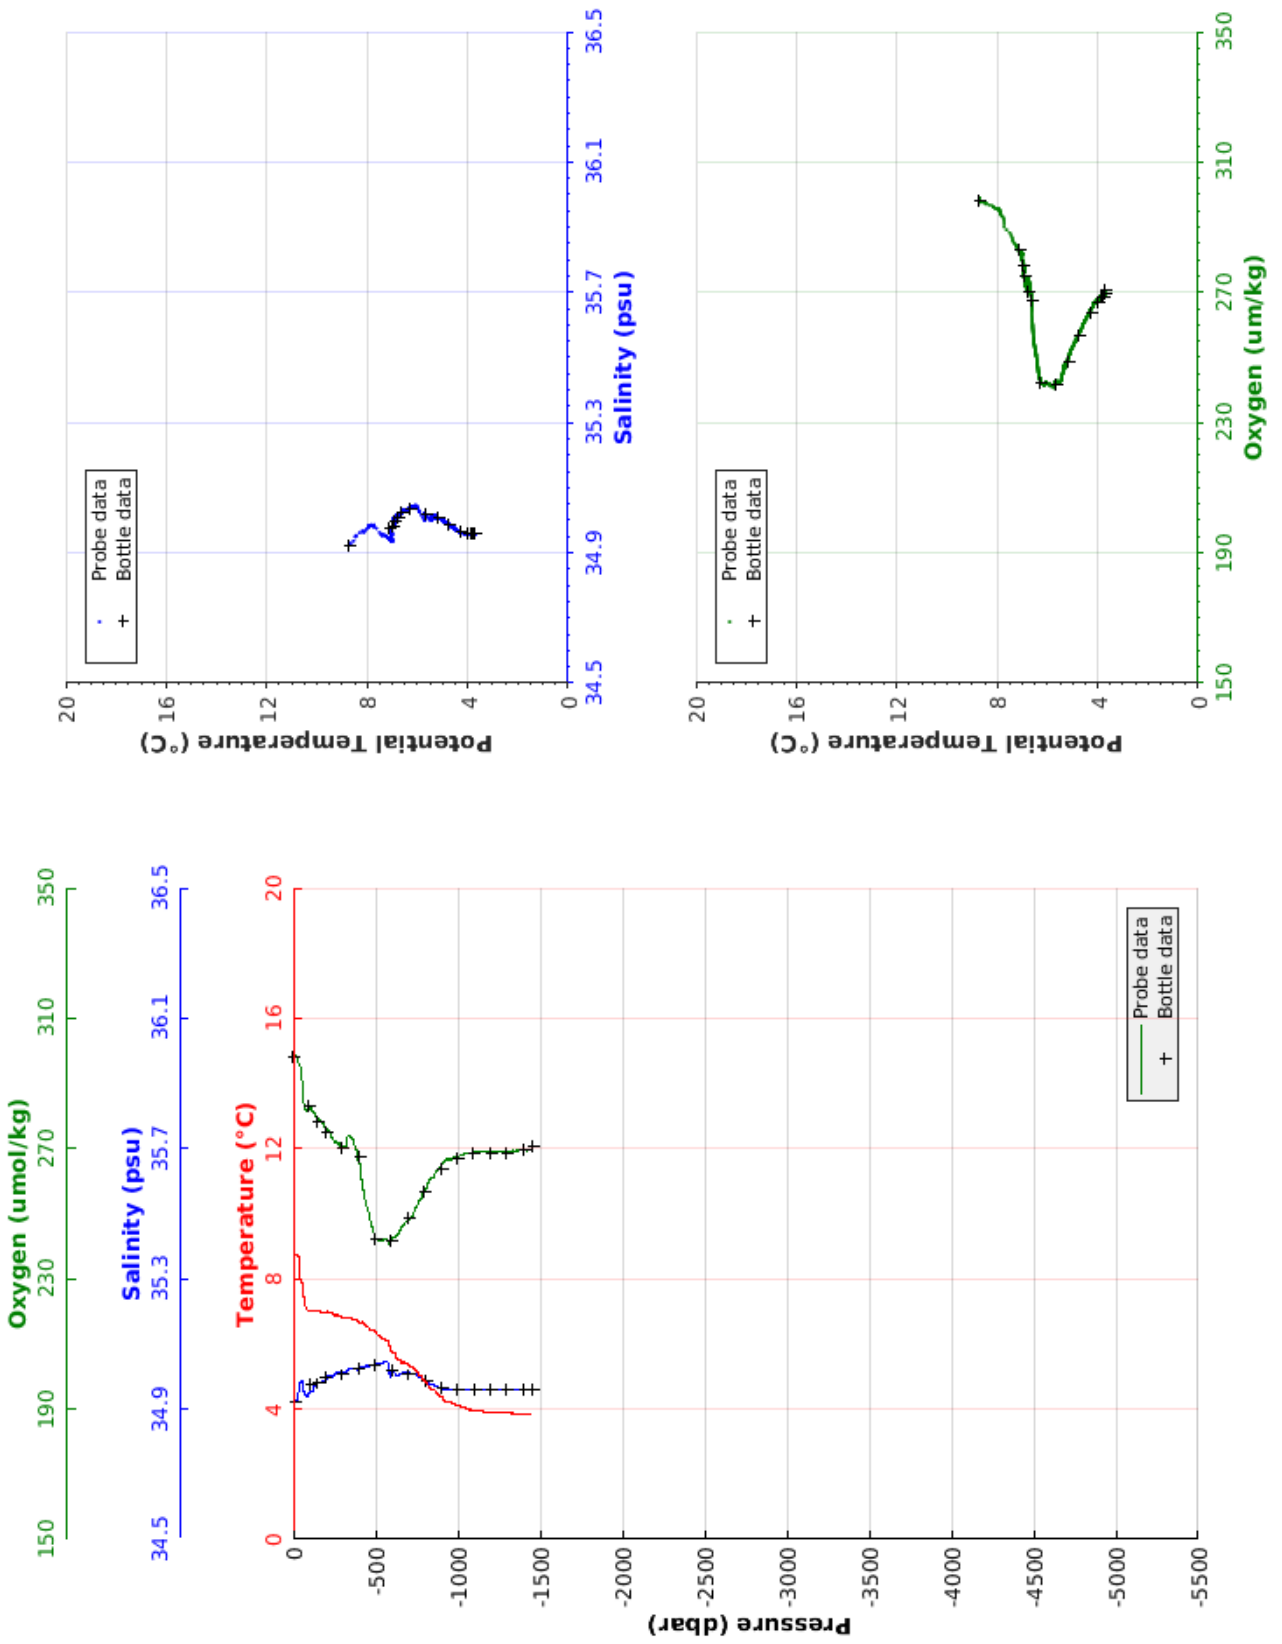 Oxygen (umol/kg)
150 190 230 270 310 350
Salinity (psu)
34.5 34.9 35.3 35.7 36.1 36.5
Temperature (°C)
0 4 8 12 16 20
Pressure (dbar)
0
-500
-1000
-1500
-2000
-2500
-3000
-3500
-4000
-4500
-5000
-5500
Probe data
Bottle data
Potential Temperature (°C)
20
16
12
8
4
0
Probe data
Bottle data
34.5 34.9 35.3 35.7 36.1 36.5
Salinity (psu)
Potential Temperature (°C)
20
16
12
8
4
0
Probe data
Bottle data
150 190 230 270 310 350
Oxygen (um/kg)